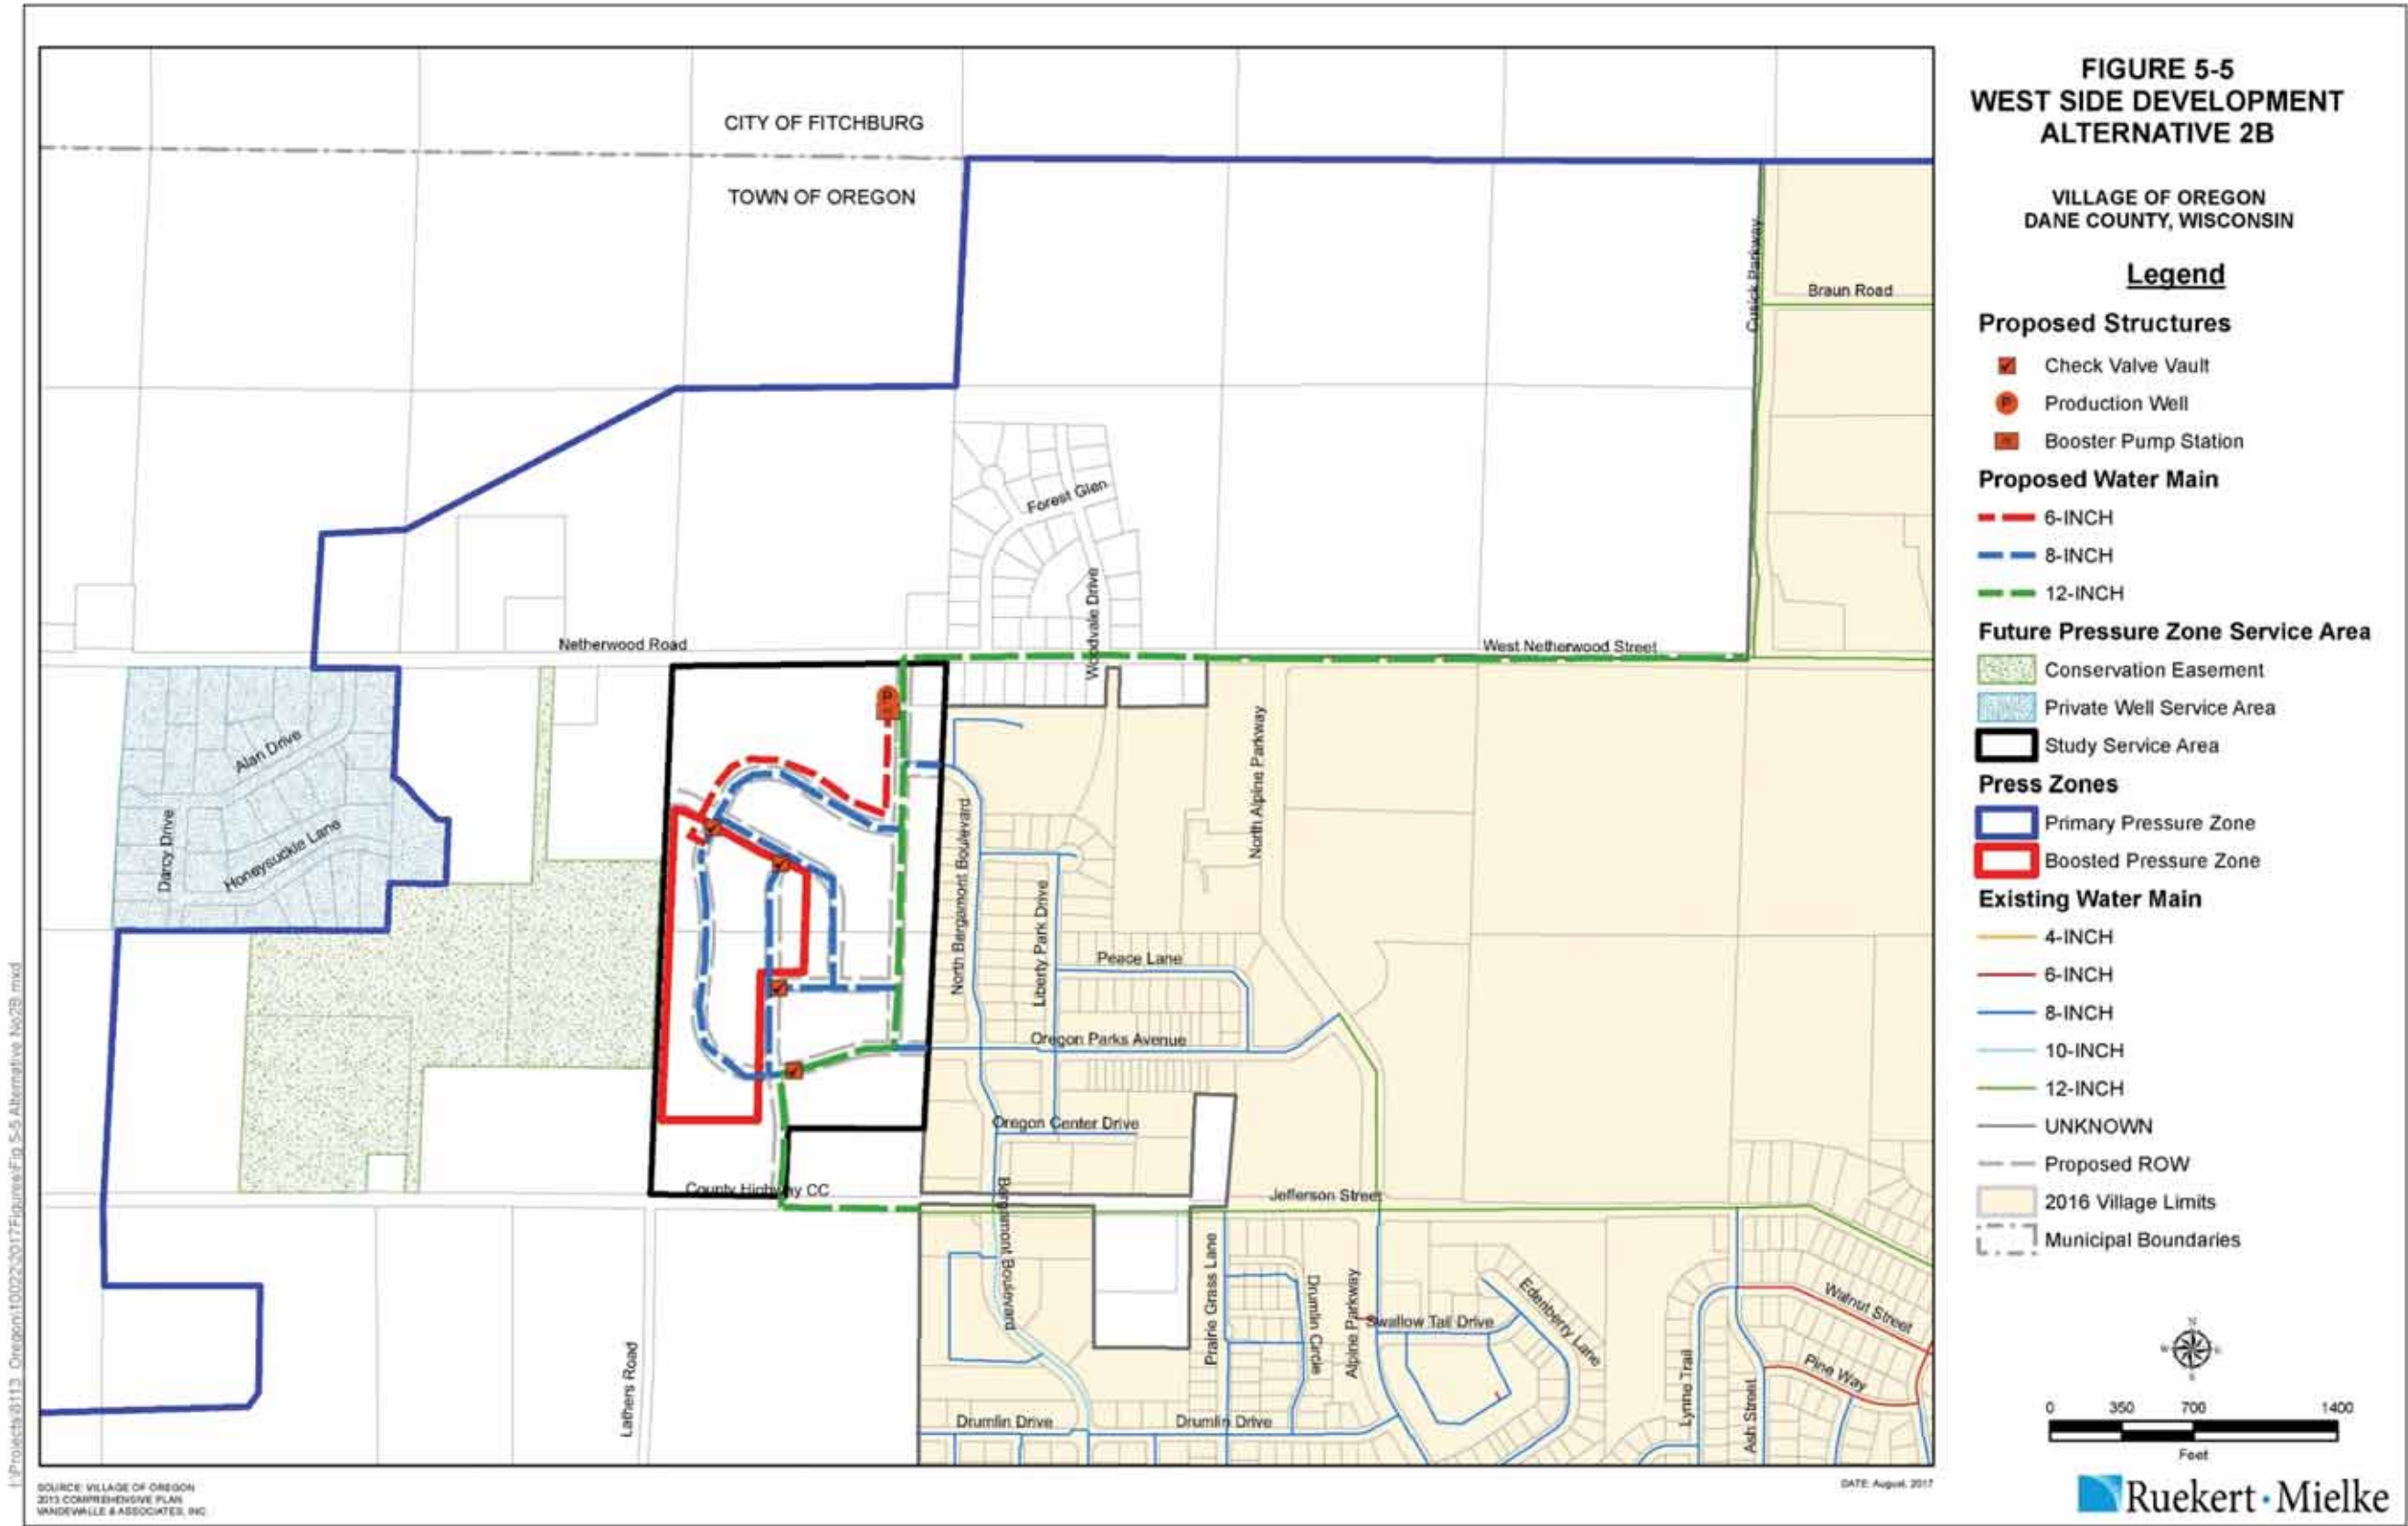 FIGURE 5-5
WEST SIDE DEVELOPMENT
ALTERNATIVE 2B
VILLAGE OF OREGON
DANE COUNTY, WISCONSIN
Legend
Proposed Structures
Check Valve Vault
P Production Well
Booster Pump Station
Proposed Water Main
6-INCH
8-INCH
12-INCH
Future Pressure Zone Service Area
Conservation Easement
Private Well Service Area
Study Service Area
Press Zones
Primary Pressure Zone
Boosted Pressure Zone
Existing Water Main
4-INCH
6-INCH
8-INCH
10-INCH
12-INCH
UNKNOWN
Proposed ROW
2016 Village Limits
Municipal Boundaries
N
W
E
S
0 350 700 1400
Feet
Ruekert·Mielke
CITY OF FITCHBURG
TOWN OF OREGON
Cusick Parkway
Braun Road
Forest Glen
Woodvale Drive
Netherwood Road
West Netherwood Street
P
Alan Drive
Darcy Drive
Honeysuckle Lane
North Bergamont Boulevard
Liberty Park Drive
North Alpine Parkway
Peace Lane
Oregon Parks Avenue
Oregon Center Drive
County Highway CC
Jefferson Street
Bergamont Boulevard
Prairie Grass Lane
Drumlin Circle
Alpine Parkway
Swallow Tail Drive
Edenberry Lane
Walnut Street
Pine Way
Lynne Trail
Ash Street
Lathers Road
Drumlin Drive
Drumlin Drive
SOURCE: VILLAGE OF OREGON
2013 COMPREHENSIVE PLAN
VANDEWALLE & ASSOCIATES, INC
DATE: August, 2017